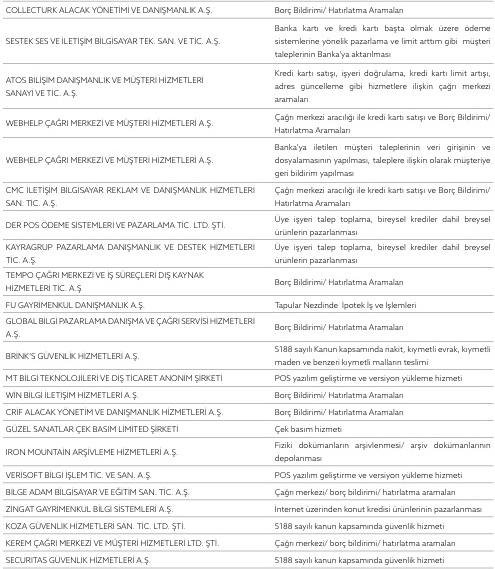 COLLECTURK ALACAK YÖNETİMİ VE DANIŞMANLIK A.Ş. Borç Bildirimi/ Hatırlatma Aramaları
SESTEK SES VE İLETİŞİM BİLGİSAYAR TEK. SAN. VE TİC. A.Ş. Banka kartı ve kredi kartı başta olmak üzere ödeme
sistemlerine yönelik pazarlama ve limit arttım gibi müşteri
taleplerinin Banka'ya aktarılması
ATOS BİLİŞİM DANIŞMANLIK VE MÜŞTERİ HİZMETLERİ
SANAYİ VE TİC. A.Ş.
Kredi kartı satışı, işyeri doğrulama, kredi kartı limit artışı,
adres güncelleme gibi hizmetlere ilişkin çağrı merkezi
aramaları
WEBHELP ÇAĞRI MERKEZİ VE MÜŞTERİ HİZMETLERİ A.Ş. Çağrı merkezi aracılığı ile kredi kartı satışı ve Borç Bildirimi/
Hatırlatma Aramaları
WEBHELP ÇAĞRI MERKEZİ VE MÜŞTERİ HİZMETLERİ A.Ş. Banka'ya iletilen müşteri taleplerinin veri girişinin ve
dosyalamasının yapılması, taleplere ilişkin olarak müşteriye
geri bildirim yapılması
CMC İLETİŞİM BİLGİSAYAR REKLAM VE DANIŞMANLIK HİZMETLERİ
SAN. TİC. A.Ş.
Çağrı merkezi aracılığı ile kredi kartı satışı ve Borç Bildirimi/
Hatırlatma Aramaları
DER POS ÖDEME SİSTEMLERİ VE PAZARLAMA TİC. LTD. ŞTİ. Üye işyeri talep toplama, bireysel krediler dahil breysel
ürünlerin pazarlanması
KAYRAGRUP PAZARLAMA DANIŞMANLIK VE DESTEK HİZMETLERİ
TİC. A.Ş.
Üye işyeri talep toplama, bireysel krediler dahil breysel
ürünlerin pazarlanması
TEMPO ÇAĞRI MERKEZİ VE İŞ SÜREÇLERİ DIŞ KAYNAK
HİZMETLERİ TİC. A.Ş
Borç Bildirimi/ Hatırlatma Aramaları
FU GAYRİMENKUL DANIŞMANLIK A.Ş. Tapular Nezdinde İpotek İş ve İşlemleri
GLOBAL BİLGİ PAZARLAMA DANIŞMA VE ÇAĞRI SERVİSİ HİZMETLERİ
A.Ş.
Borç Bildirimi/ Hatırlatma Aramaları
BRİNK'S GÜVENLİK HİZMETLERİ A.Ş. 5188 sayılı Kanun kapsamında nakit, kıymetli evrak, kıymetli
maden ve benzeri kıymetli malların teslimi
MT BİLGİ TEKNOLOJİLERİ VE DIŞ TİCARET ANONİM ŞİRKETİ POS yazılım geliştirme ve versiyon yükleme hizmeti
WİN BİLGİ İLETİŞİM HİZMETLERİ A.Ş. Borç Bildirimi/ Hatırlatma Aramaları
CRIF ALACAK YÖNETİM VE DANIŞMANLIK HİZMETLERİ A.Ş. Borç Bildirimi/ Hatırlatma Aramaları
GÜZEL SANATLAR ÇEK BASIM LİMİTED ŞİRKETİ Çek basım hizmeti
IRON MOUNTAIN ARŞİVLEME HİZMETLERİ A.Ş. Fiziki dokümanların arşivlenmesi/ arşiv dokümanlarının
depolanması
VERİSOFT BİLGİ İŞLEM TİC. VE SAN. A.Ş. POS yazılım geliştirme ve versiyon yükleme hizmeti
BİLGE ADAM BİLGİSAYAR VE EĞİTİM SAN. TİC. A.Ş. Çağrı merkezi/ borç bildirimi/ hatırlatma aramaları
ZİNGAT GAYRİMENKUL BİLGİ SİSTEMLERİ A.Ş. İnternet üzerinden konut kredisi ürünlerinin pazarlanması
KOZA GÜVENLİK HİZMETLERİ SAN. TİC. LTD. ŞTİ. 5188 sayılı kanun kapsamında güvenlik hizmeti
KEREM ÇAĞRI MERKEZİ VE MÜŞTERİ HİZMETLERİ LTD. ŞTİ. Çağrı merkezi/ borç bildirimi/ hatırlatma aramaları
SECURITAS GÜVENLİK HİZMETLERİ A.Ş. 5188 sayılı kanun kapsamında güvenlik hizmeti